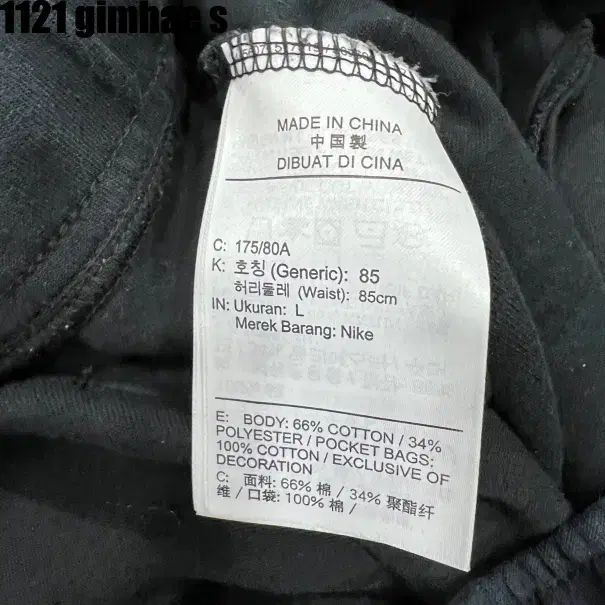 1121 gimhae s
MADE IN CHINA
中国製
DIBUAT DI CINA
C: 175/80A
K: 호칭 (Generic): 85
허리둘레 (Waist): 85cm
IN: Ukuran: L
Merek Barang: Nike
E: BODY: 66% COTTON / 34%
POLYESTER / POCKET BAGS:
100% COTTON / EXCLUSIVE OF
DECORATION
C: 面料: 66% 棉 / 34% 聚酯纤
维 / 口袋: 100% 棉 /